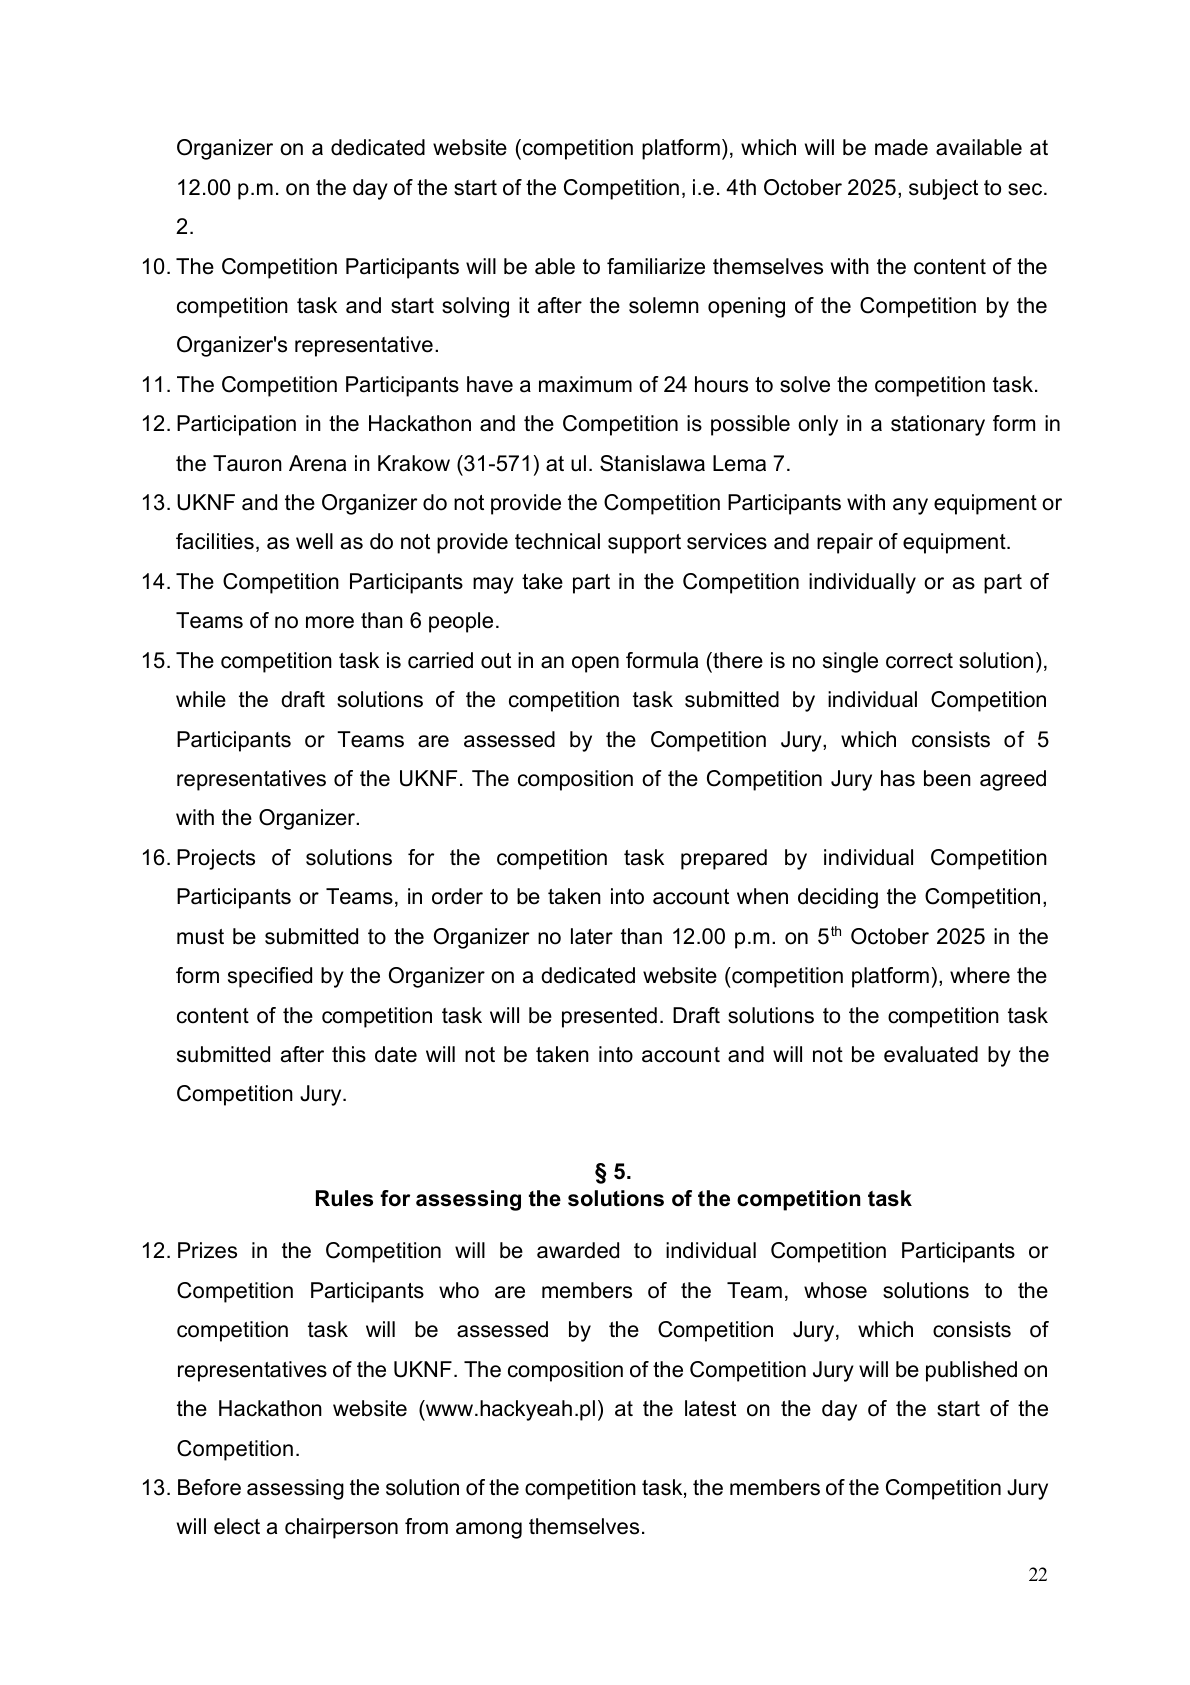 Organizer on a dedicated website (competition platform), which will be made available at
12.00 p.m. on the day of the start of the Competition, i.e. 4th October 2025, subject to sec.
2.
10. The Competition Participants will be able to familiarize themselves with the content of the
competition task and start solving it after the solemn opening of the Competition by the
Organizer's representative.
11. The Competition Participants have a maximum of 24 hours to solve the competition task.
12. Participation in the Hackathon and the Competition is possible only in a stationary form in
the Tauron Arena in Krakow (31-571) at ul. Stanislawa Lema 7.
13. UKNF and the Organizer do not provide the Competition Participants with any equipment or
facilities, as well as do not provide technical support services and repair of equipment.
14. The Competition Participants may take part in the Competition individually or as part of
Teams of no more than 6 people.
15. The competition task is carried out in an open formula (there is no single correct solution),
while the draft solutions of the competition task submitted by individual Competition
Participants or Teams are assessed by the Competition Jury, which consists of 5
representatives of the UKNF. The composition of the Competition Jury has been agreed
with the Organizer.
16. Projects of solutions for the competition task prepared by individual Competition
Participants or Teams, in order to be taken into account when deciding the Competition,
must be submitted to the Organizer no later than 12.00 p.m. on 5th October 2025 in the
form specified by the Organizer on a dedicated website (competition platform), where the
content of the competition task will be presented. Draft solutions to the competition task
submitted after this date will not be taken into account and will not be evaluated by the
Competition Jury.
§ 5.
Rules for assessing the solutions of the competition task
12. Prizes in the Competition will be awarded to individual Competition Participants or
Competition Participants who are members of the Team, whose solutions to the
competition task will be assessed by the Competition Jury, which consists of
representatives of the UKNF. The composition of the Competition Jury will be published on
the Hackathon website (www.hackyeah.pl) at the latest on the day of the start of the
Competition.
13. Before assessing the solution of the competition task, the members of the Competition Jury
will elect a chairperson from among themselves.
22